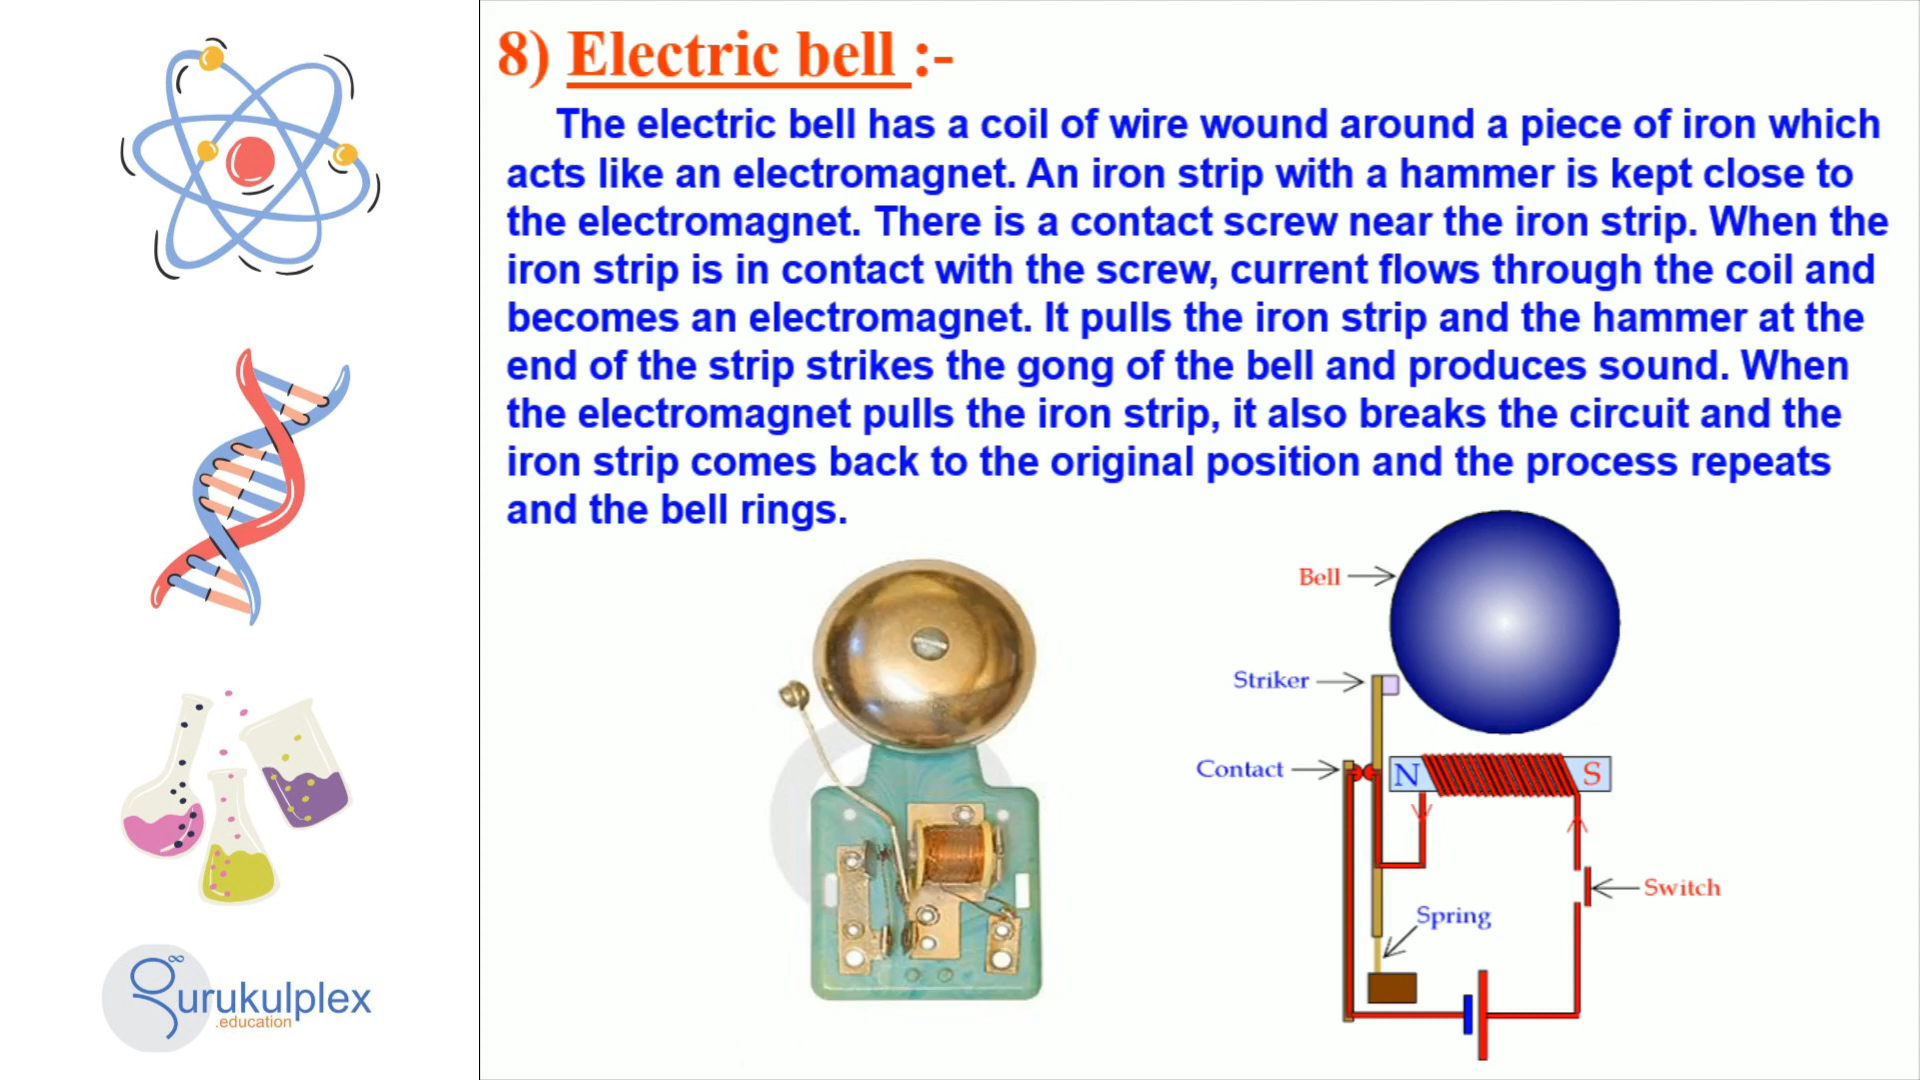 8) Electric bell :-
The electric bell has a coil of wire wound around a piece of iron which
acts like an electromagnet. An iron strip with a hammer is kept close to
the electromagnet. There is a contact screw near the iron strip. When the
iron strip is in contact with the screw, current flows through the coil and
becomes an electromagnet. It pulls the iron strip and the hammer at the
end of the strip strikes the gong of the bell and produces sound. When
the electromagnet pulls the iron strip, it also breaks the circuit and the
iron strip comes back to the original position and the process repeats
and the bell rings.
Bell
Striker
Contact
N
S
Switch
Spring
gurukulplex
.education